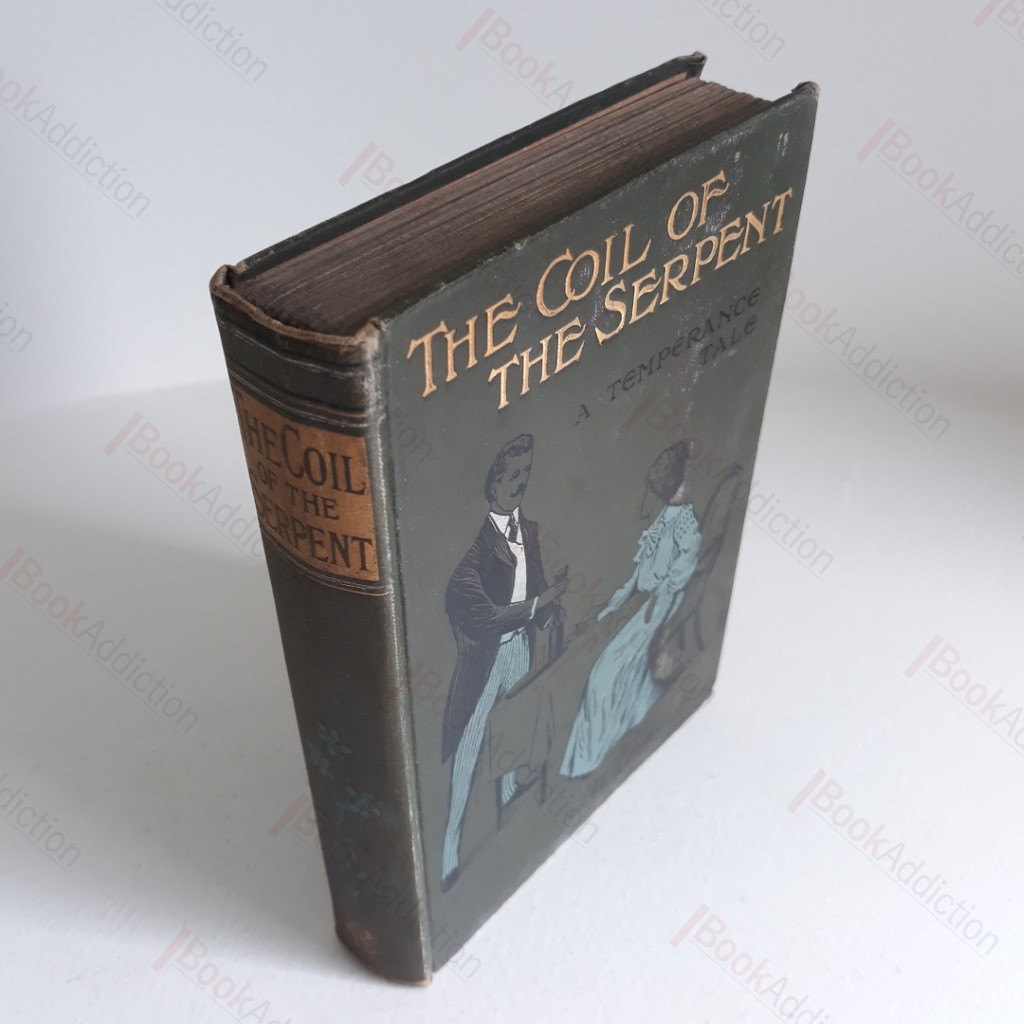 THE COIL OF
THE SERPENT
A TEMPERANCE
TALE
THE COIL
OF THE
SERPENT
BookAddiction